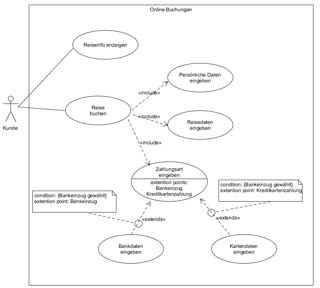 Online Buchungen
Reiseinfo anzeigen
Persönliche Daten
eingeben
«include»
Reise
buchen
«include»
Reisedaten
eingeben
Kunde
«include»
Zahlungsart
eingeben
extention points:
Bankeinzug
Kreditkartenzahlung
condition: {Bankeinzug gewählt}
extention point: Bankeinzug
condition: {Bankeinzug gewählt}
extention point: Kreditkartenzahlung
«extends»
«extends»
Bankdaten
eingeben
Kartendaten
eingeben